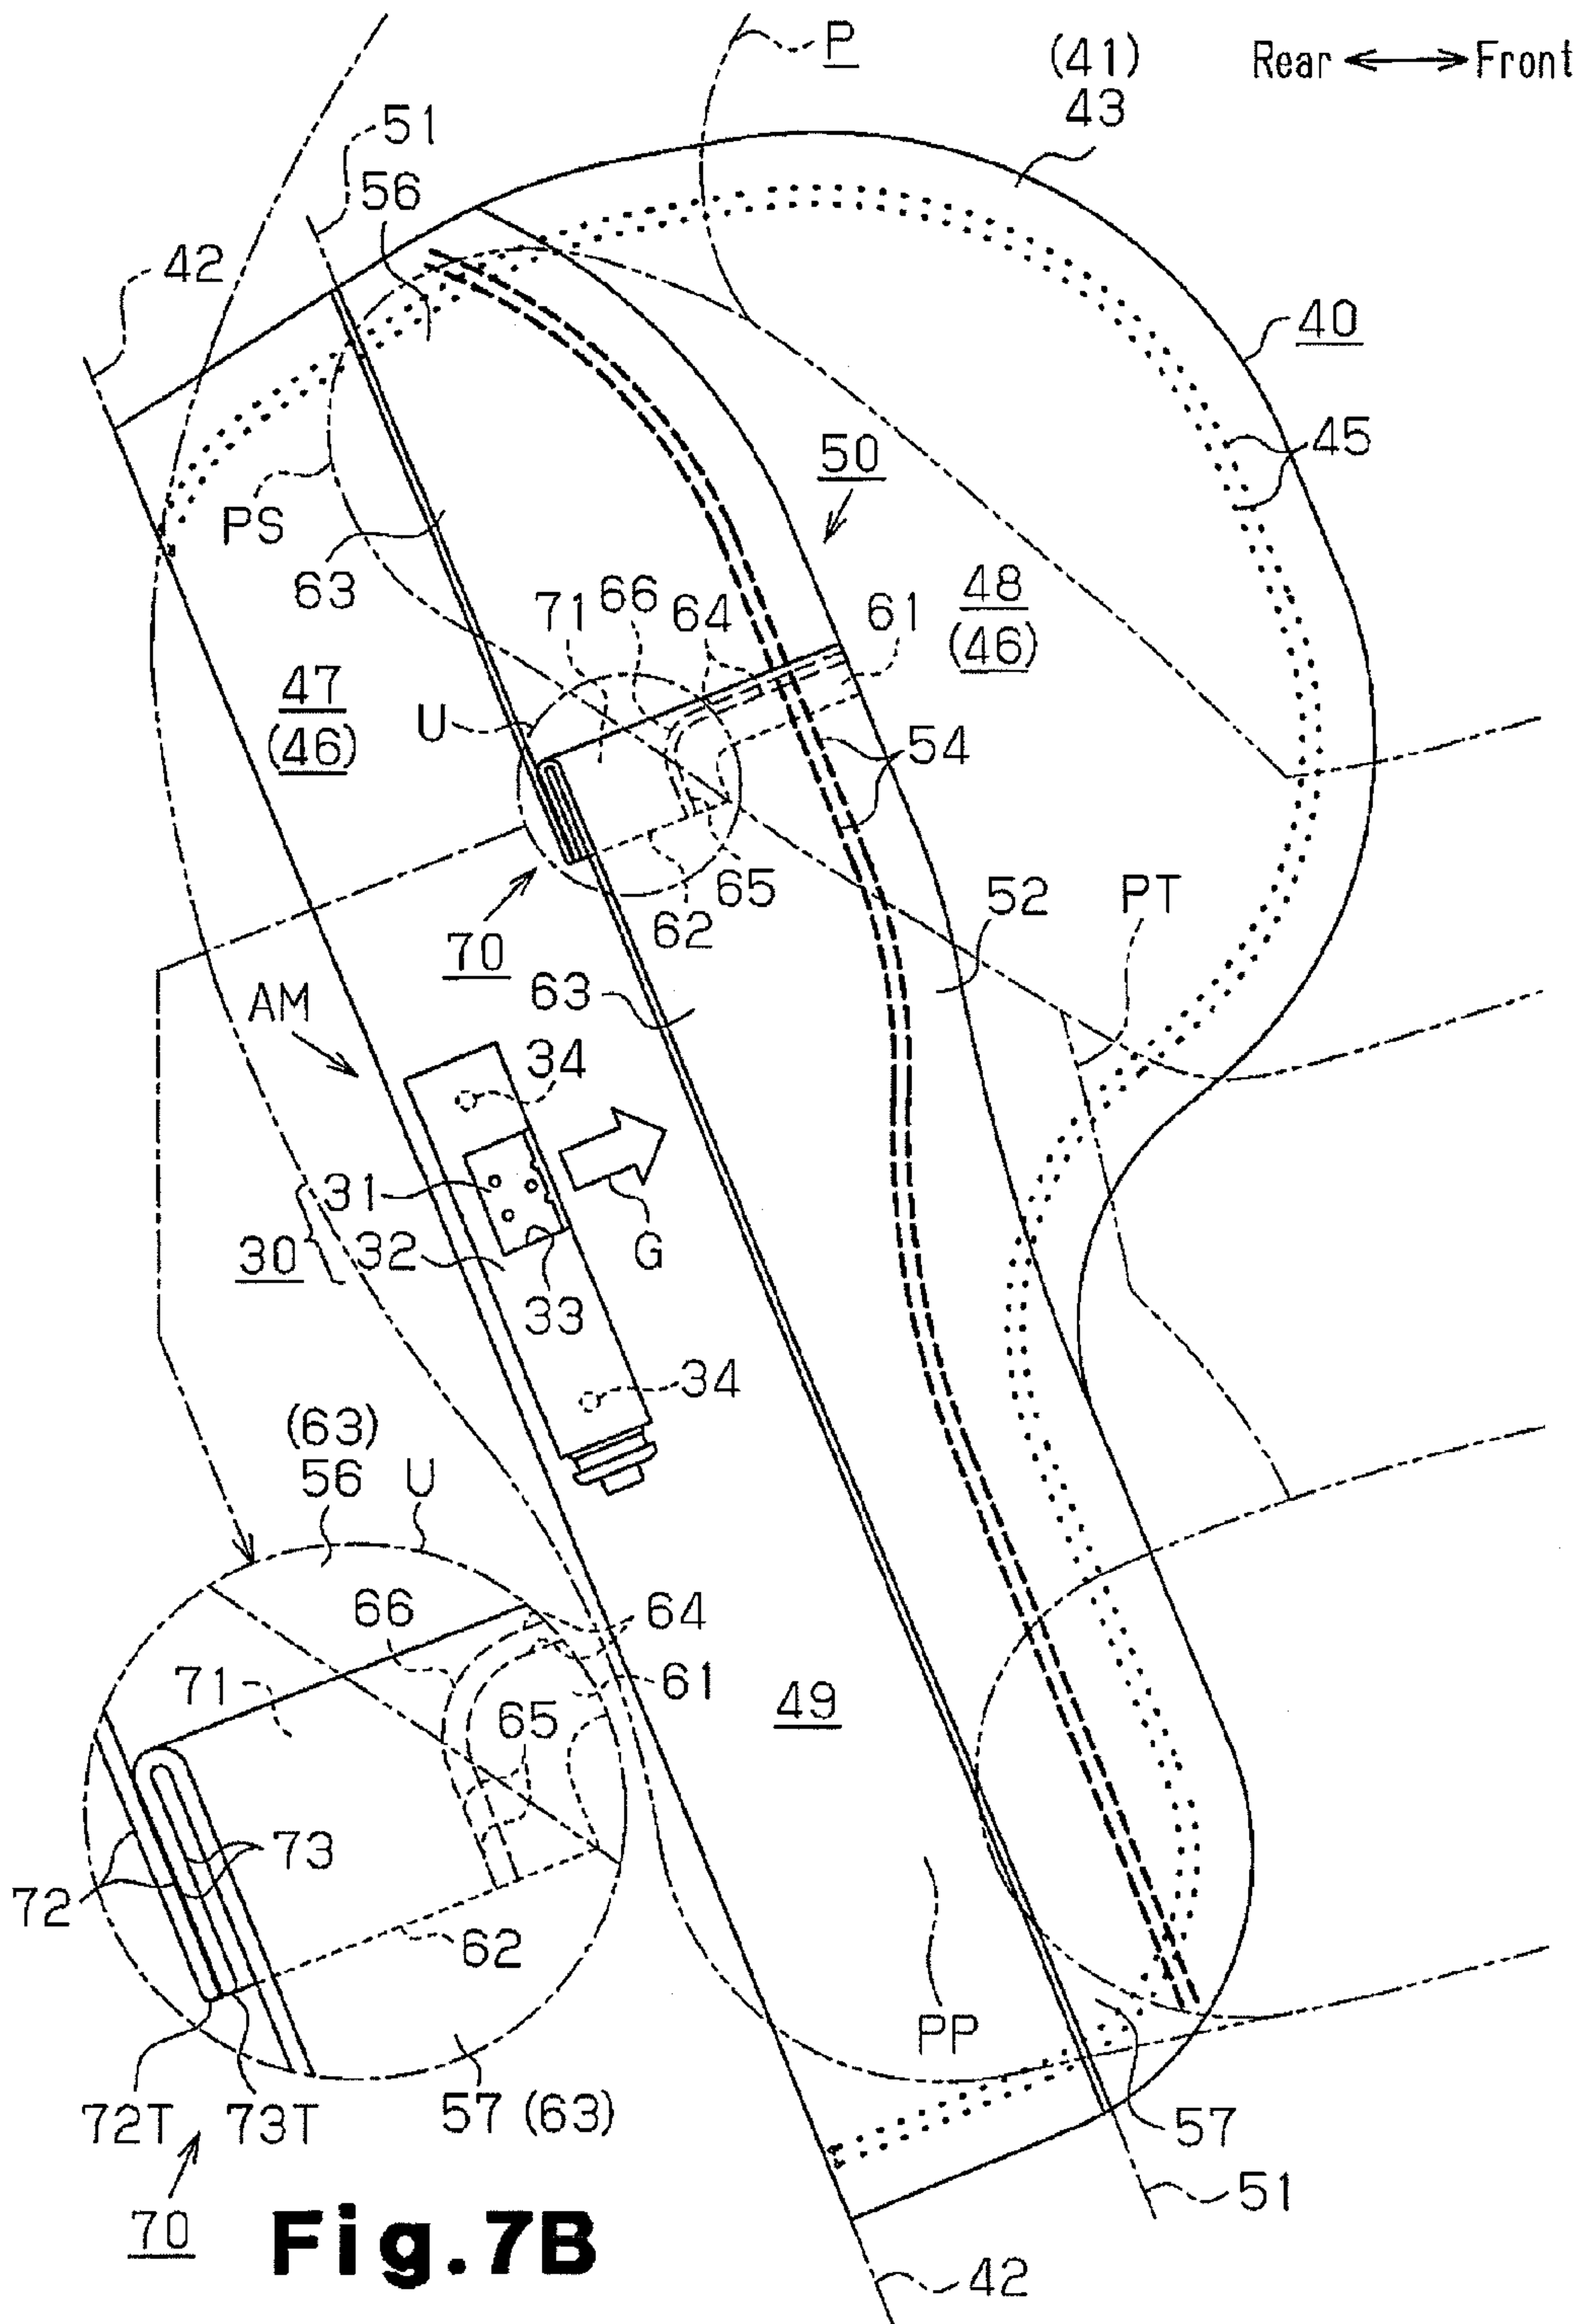 P
(41)
43
Rear Front
51
56
42
40
45
50
PS
63
71 66 64 61 48
(46)
47
(46)
U
54
65
62
70
52
PT
63
AM
34
31
30 32
33
G
34
(63)
56 U
66 64
71 61
65
49
73
72
62
PP
72T 73T 57 (63)
57
51
70
Fig.7B
42